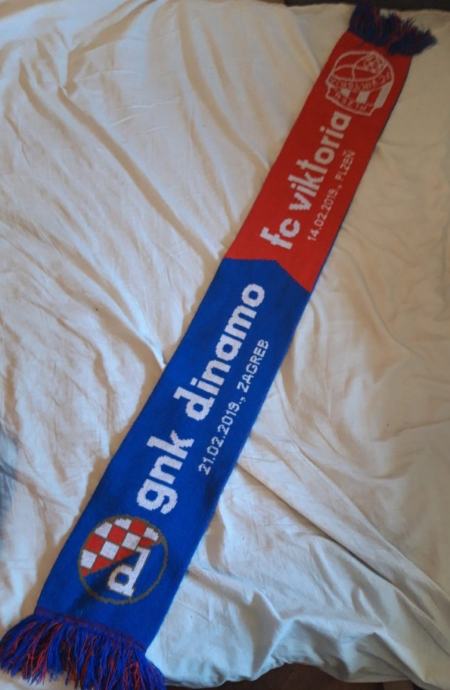 fc viktoria
14.02.2019., PLZEŇ
gnk dinamo
21.02.2019., ZAGREB